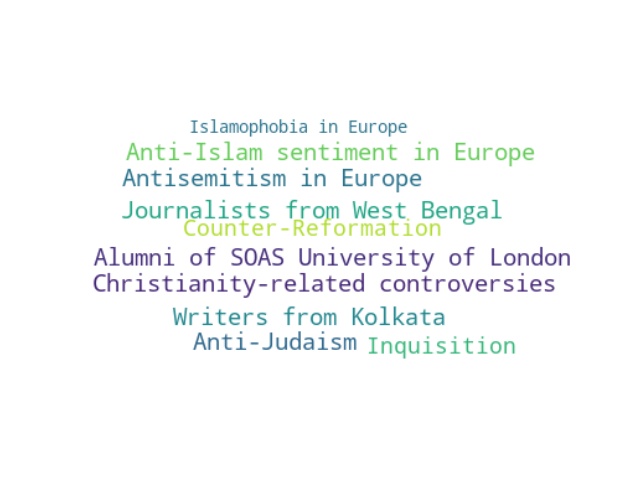 Islamophobia in Europe
Anti-Islam sentiment in Europe
Antisemitism in Europe
Journalists from West Bengal
Counter-Reformation
Alumni of SOAS University of London
Christianity-related controversies
Writers from Kolkata
Anti-Judaism
Inquisition